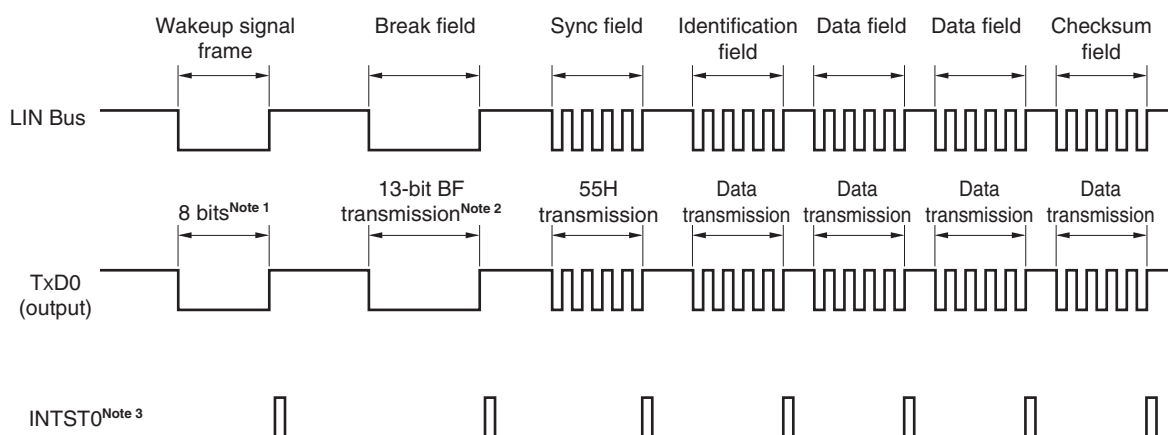 Wakeup signal frame
Break field
Sync field
Identification field
Data field
Data field
Checksum field
LIN Bus
8 bitsNote 1
13-bit BF transmissionNote 2
55H transmission
Data transmission
Data transmission
Data transmission
Data transmission
TxD0 (output)
INTST0Note 3